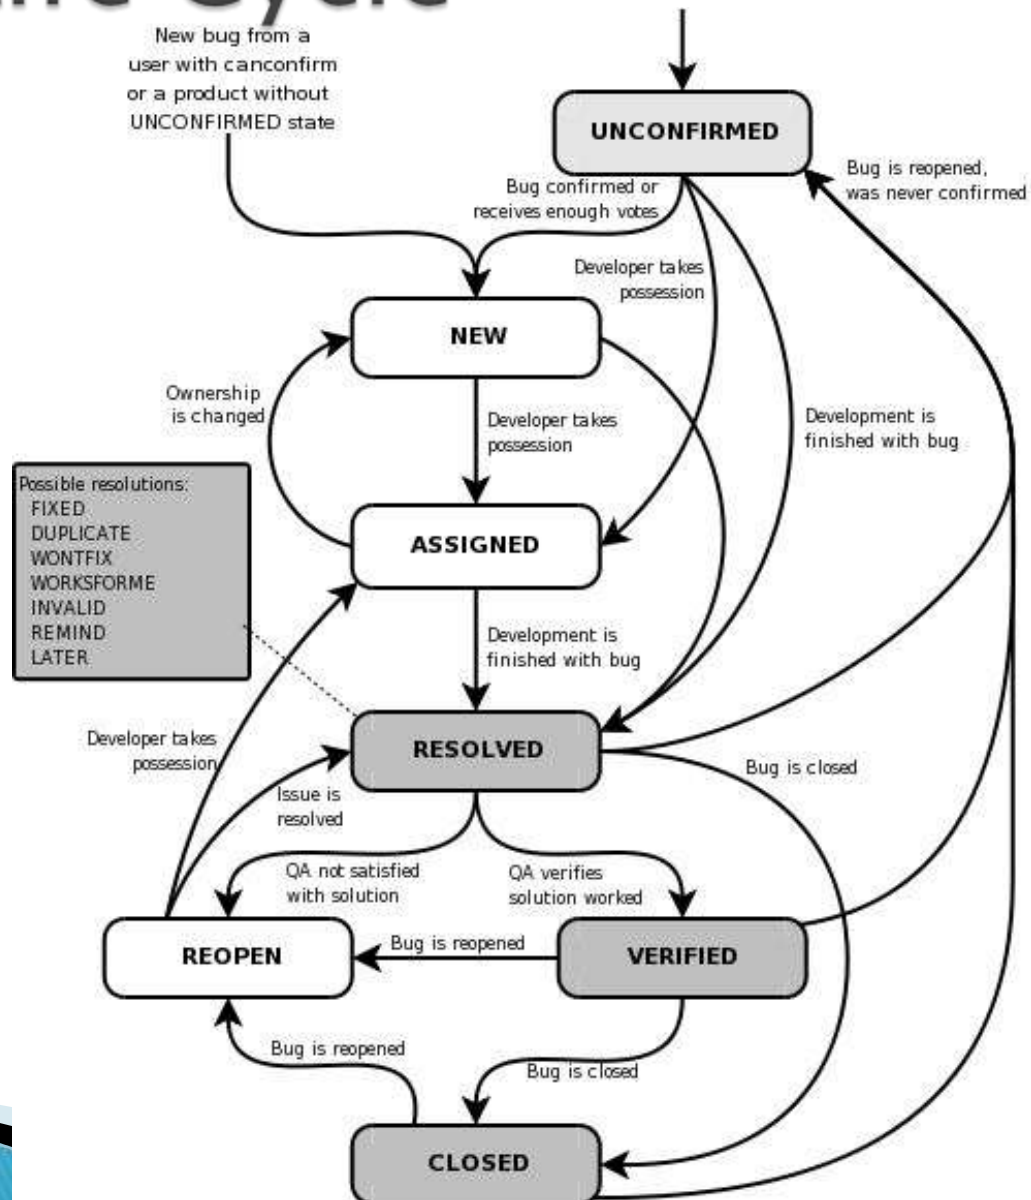 Cycle
New bug from a
user with canconfirm
or a product without
UNCONFIRMED state
UNCONFIRMED
Bug is reopened,
was never confirmed
Bug confirmed or
receives enough votes
Developer takes
possession
NEW
Ownership
is changed
Developer takes
possession
Development is
finished with bug
Possible resolutions:
FIXED
DUPLICATE
WONTFIX
WORKSFORME
INVALID
REMIND
LATER
ASSIGNED
Development is
finished with bug
Developer takes
possession
RESOLVED
Bug is closed
Issue is
resolved
QA not satisfied
with solution
QA verifies
solution worked
REOPEN
Bug is reopened
VERIFIED
Bug is reopened
Bug is closed
CLOSED